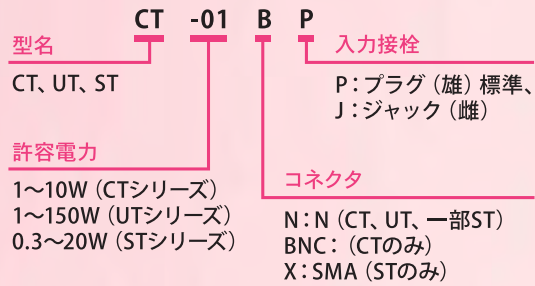 CT -01 B P
型名
CT、UT、ST
許容電力
1～10W（CTシリーズ）
1～150W（UTシリーズ）
0.3～20W（STシリーズ）
入力接栓
P：プラグ（雄）標準、
J：ジャック（雌）
コネクタ
N：N（CT、UT、一部ST）
BNC：（CTのみ）
X：SMA（STのみ）